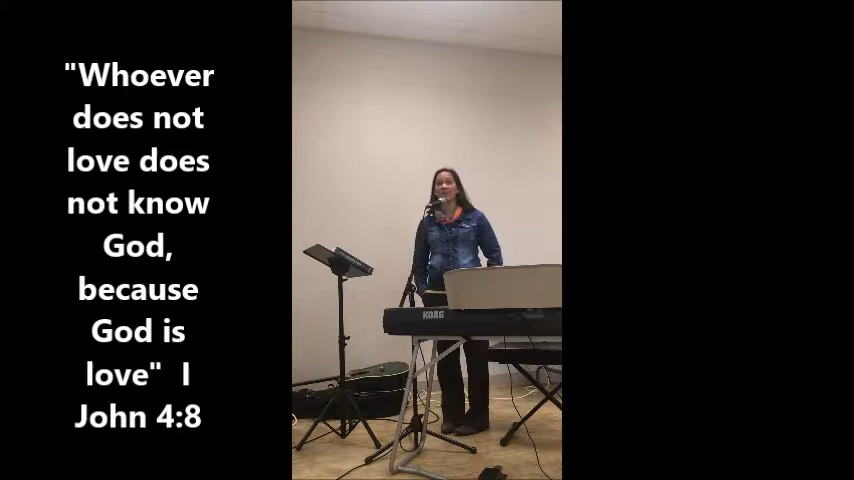 "Whoever
does not
love does
not know
God,
because
God is
love"  I
John 4:8
KORG